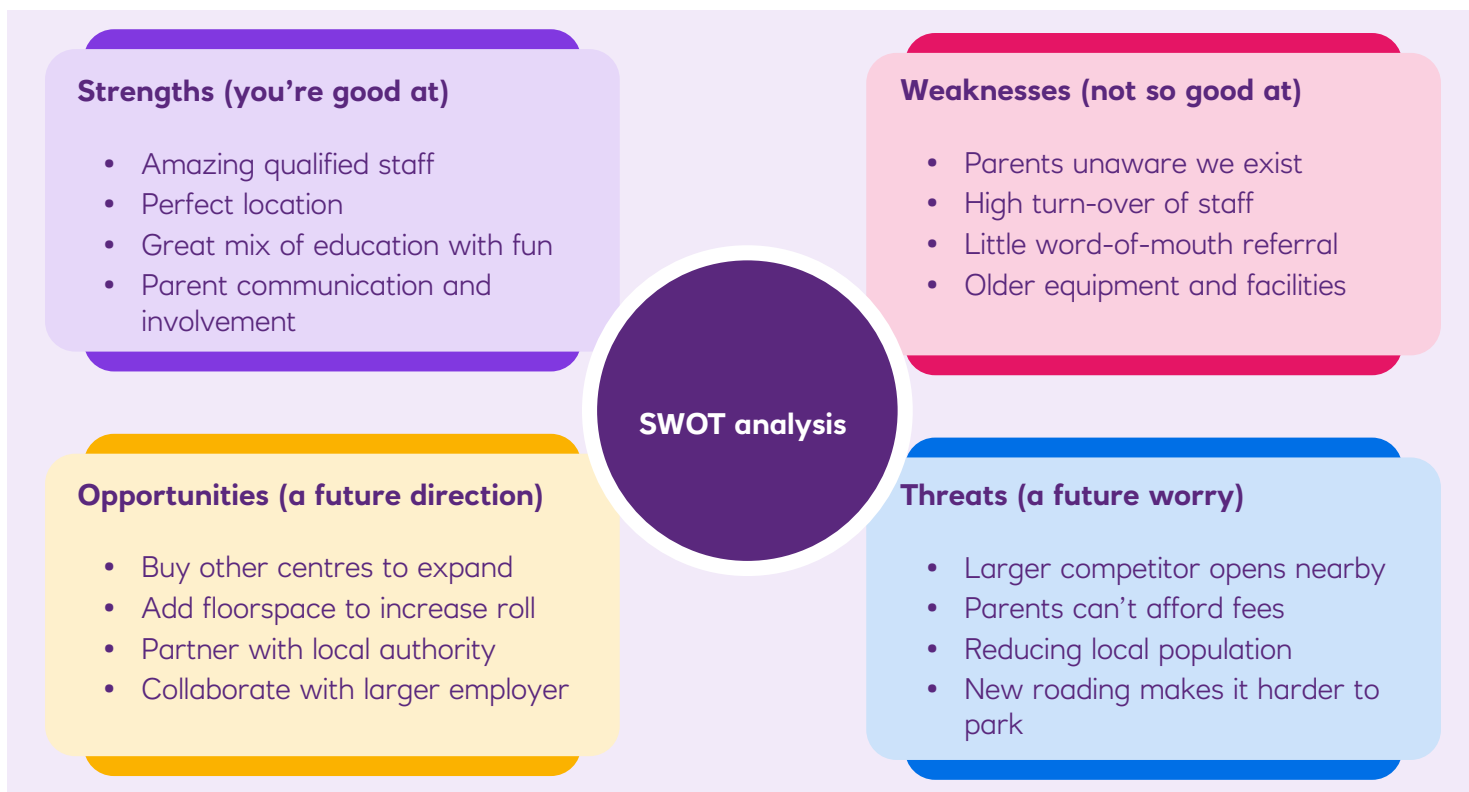 Strengths (you’re good at)
• Amazing qualified staff
• Perfect location
• Great mix of education with fun
• Parent communication and
involvement
Weaknesses (not so good at)
• Parents unaware we exist
• High turn-over of staff
• Little word-of-mouth referral
• Older equipment and facilities
SWOT analysis
Opportunities (a future direction)
• Buy other centres to expand
• Add floorspace to increase roll
• Partner with local authority
• Collaborate with larger employer
Threats (a future worry)
• Larger competitor opens nearby
• Parents can’t afford fees
• Reducing local population
• New roading makes it harder to
park